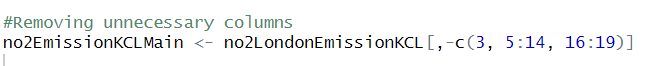 #Removing unnecessary columns
no2EmissionKCLMain <- no2LondonEmissionKCL[,-c(3, 5:14, 16:19)]